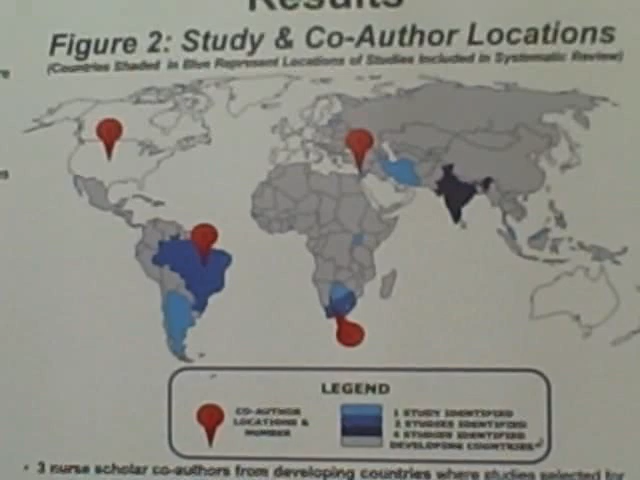 Results
Figure 2: Study & Co-Author Locations
(Countries Shaded in Blue Represent Locations of Studies Included in Systematic Review)
LEGEND
CO-AUTHOR
LOCATIONS &
NUMBER
1 STUDY IDENTIFIED
2 STUDIES IDENTIFIED
STUDIES IDENTIFIED
DEVELOPING COUNTRIES
• 3 nurse scholar co-authors from developing countries where studies selected for